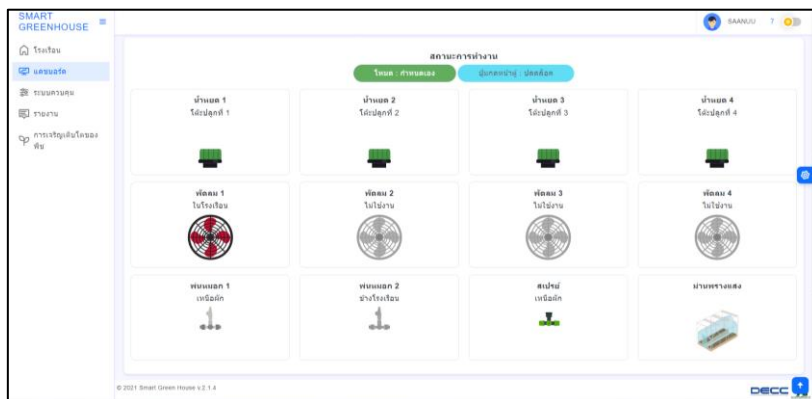 SMART
GREENHOUSE
SAANUU
?
โรงเรือน
แดชบอร์ด
ระบบควบคุม
รายงาน
การเจริญเติบโตของ
พืช
สถานะการทำงาน
โหมด : กำหนดเอง
ปุ่มกดหน้าตู้ : ปลดล็อค
น้ำหยด 1
โต๊ะปลูกที่ 1
น้ำหยด 2
โต๊ะปลูกที่ 2
น้ำหยด 3
โต๊ะปลูกที่ 3
น้ำหยด 4
โต๊ะปลูกที่ 4
พัดลม 1
ในโรงเรือน
พัดลม 2
ไม่ใช่งาน
พัดลม 3
ไม่ใช่งาน
พัดลม 4
ไม่ใช่งาน
พ่นหมอก 1
เหนือผัก
พ่นหมอก 2
ข้างโรงเรือน
สเปรย์
เหนือผัก
ม่านพรางแสง
© 2021 Smart Green House v.2.1.4
DECC